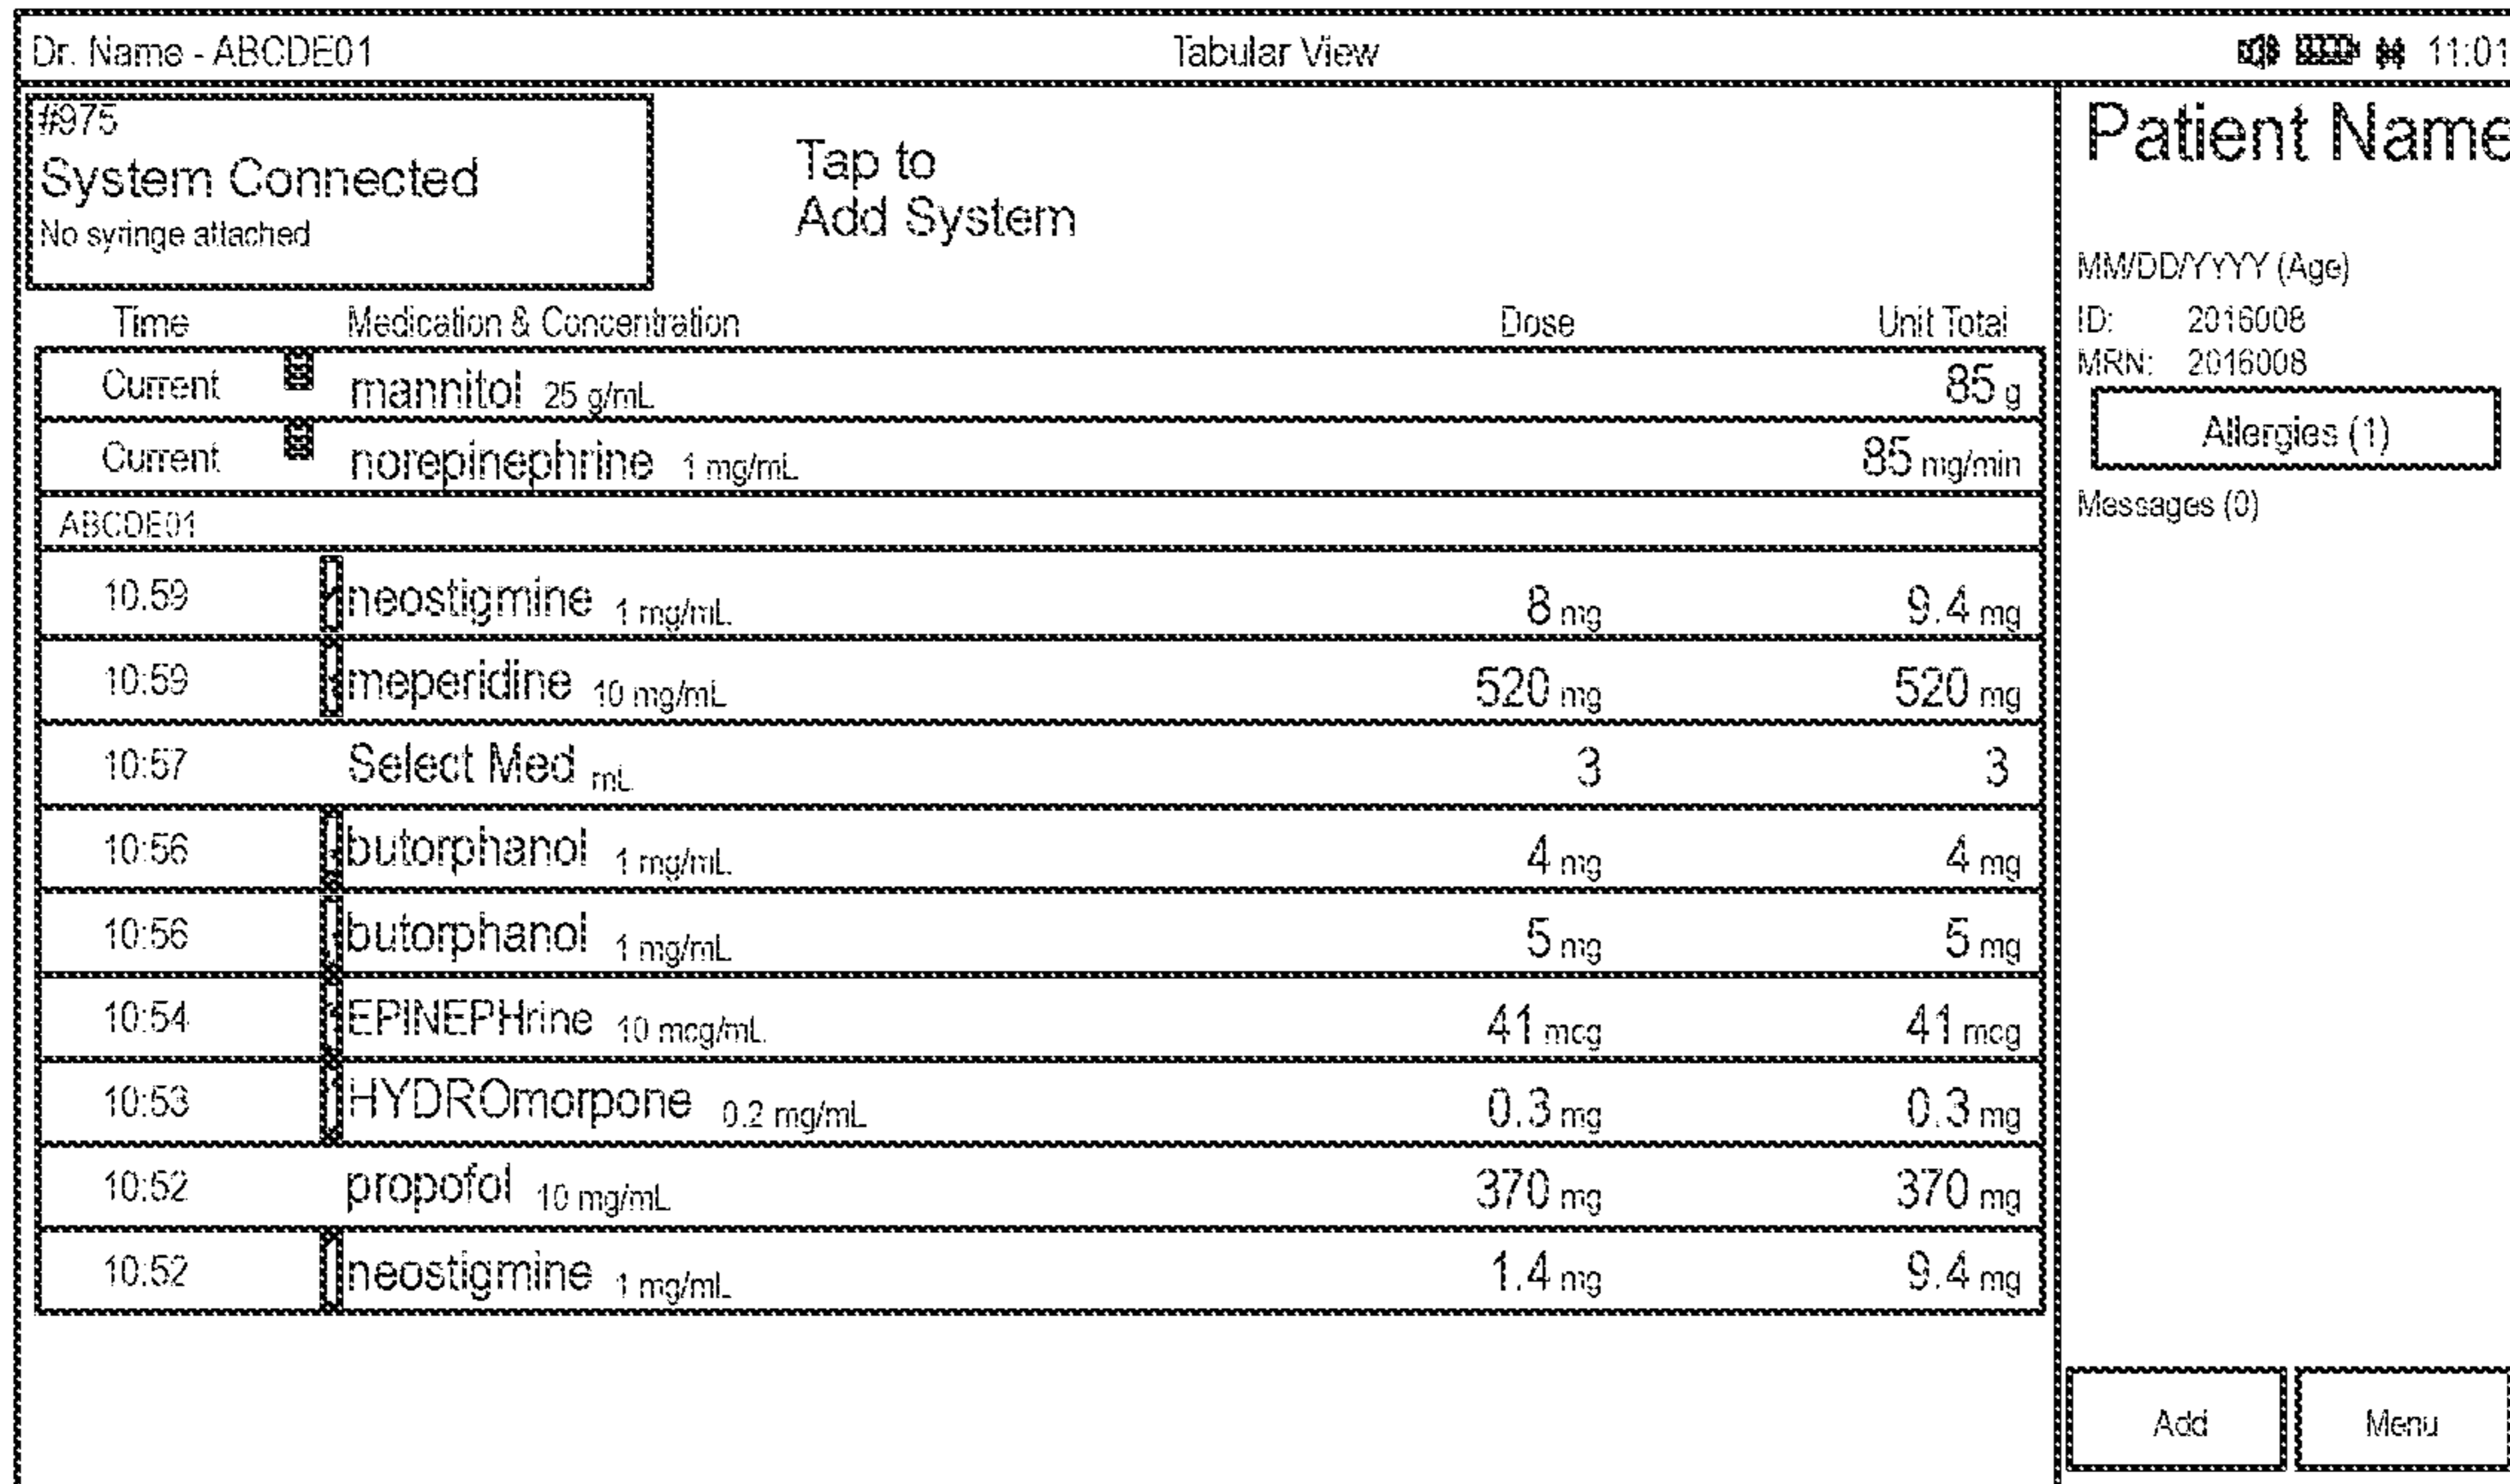 Dr. Name - ABCDE01 Tabular View 11:01
#975
System Connected
No syringe attached
Tap to
Add System
Time Medication & Concentration Dose Unit Total
Current mannitol 25 g/mL 85 g
Current norepinephrine 1 mg/mL 85 mg/min
ABCDE01
10.59 neostigmine 1 mg/mL 8 mg 9.4 mg
10:59 meperidine 10 mg/mL 520 mg 520 mg
10:57 Select Med mL 3 3
10:56 butorphanol 1 mg/mL 4 mg 4 mg
10:56 butorphanol 1 mg/mL 5 mg 5 mg
10:54 EPINEPHrine 10 mcg/mL 41 mcg 41 mcg
10:53 HYDROmorpone 0.2 mg/mL 0.3 mg 0.3 mg
10:52 propofol 10 mg/mL 370 mg 370 mg
10:52 neostigmine 1 mg/mL 1.4 mg 9.4 mg
Patient Name
MM/DD/YYYY (Age)
ID: 2016008
MRN: 2016008
Allergies (1)
Messages (0)
Add Menu